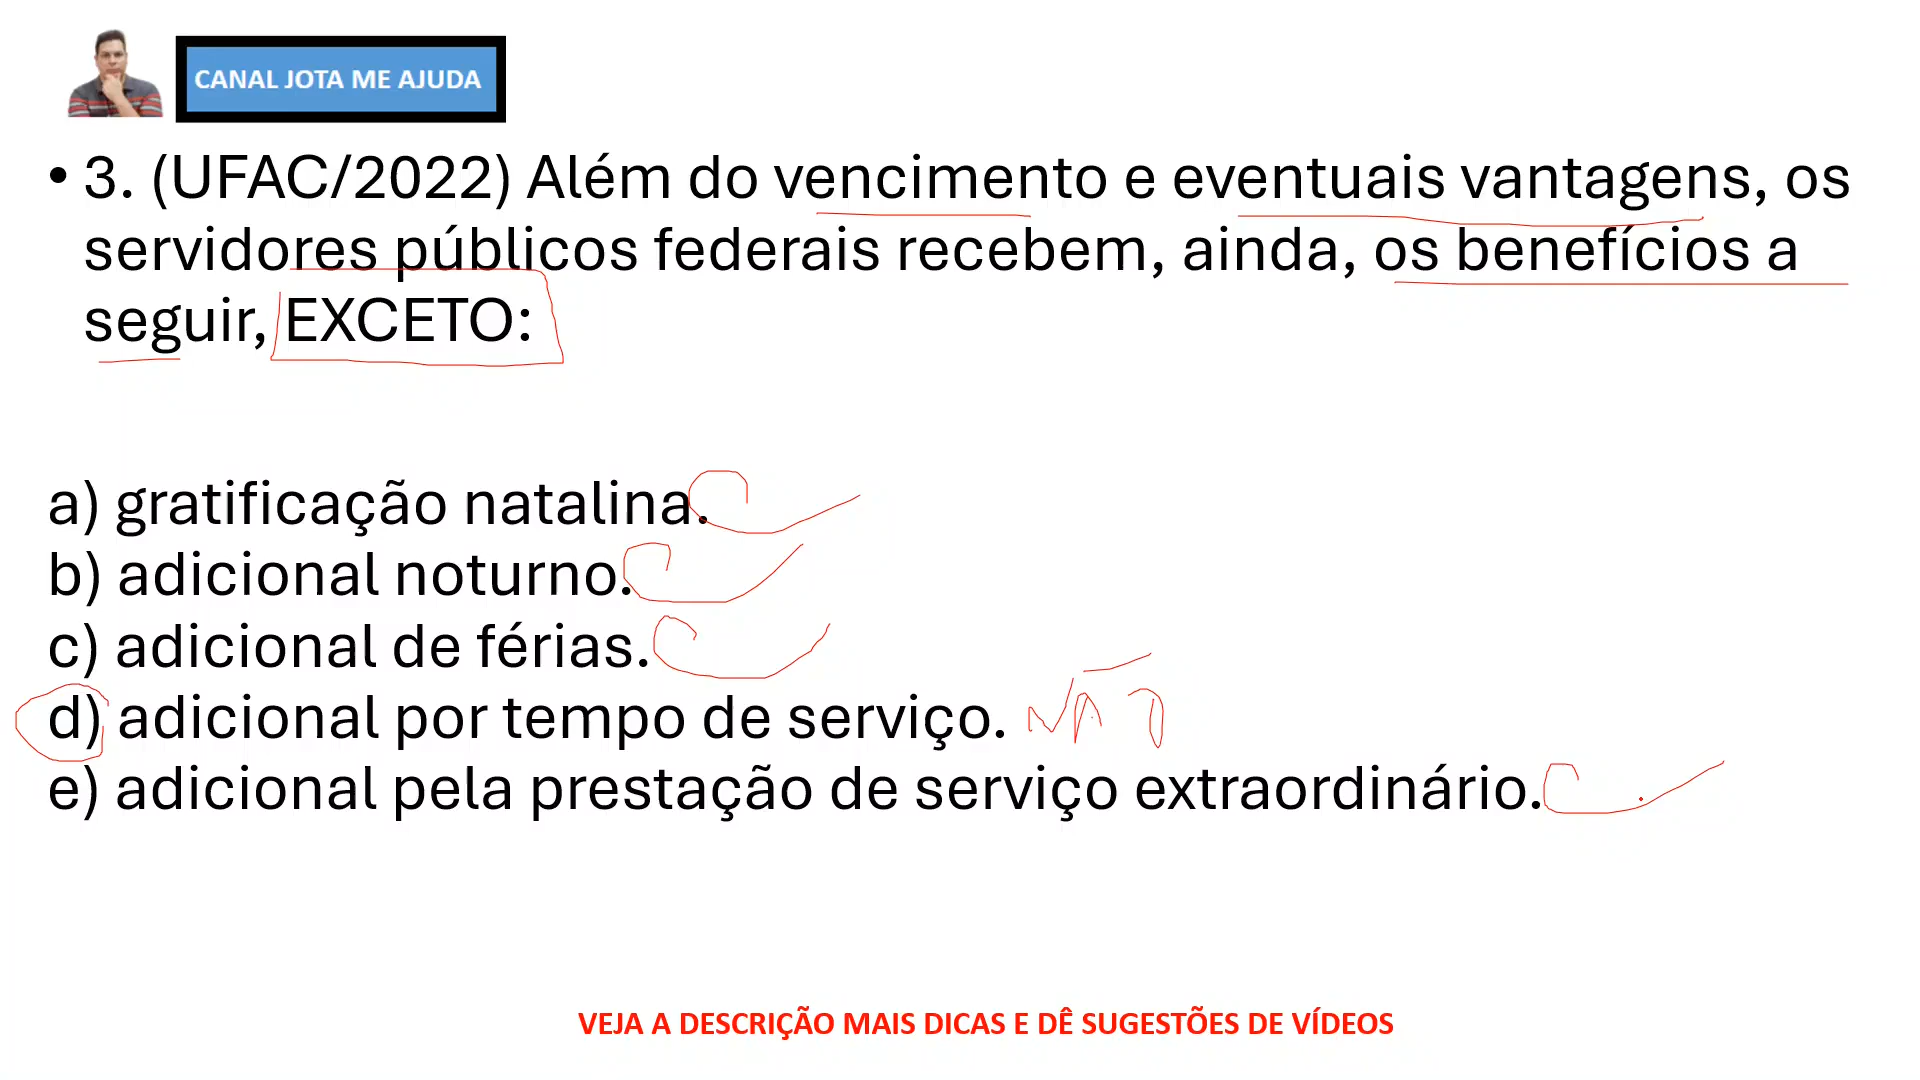 CANAL JOTA ME AJUDA
• 3. (UFAC/2022) Além do vencimento e eventuais vantagens, os
servidores públicos federais recebem, ainda, os benefícios a
seguir, EXCETO:
a) gratificação natalina.
b) adicional noturno.
c) adicional de férias.
d) adicional por tempo de serviço. NÃO
e) adicional pela prestação de serviço extraordinário.
VEJA A DESCRIÇÃO MAIS DICAS E DÊ SUGESTÕES DE VÍDEOS